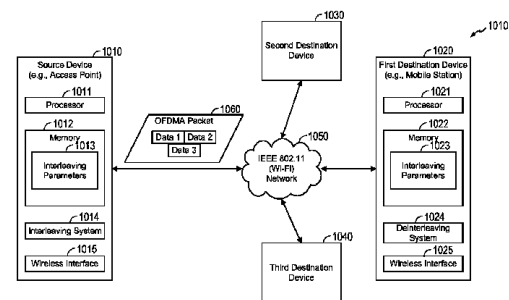 1010
Source Device
(e.g., Access Point)
1011
Processor
1012
Memory
1013
Interleaving
Parameters
1014
Interleaving System
1015
Wireless Interface
1060
OFDMA Packet
Data 1
Data 2
Data 3
1030
Second Destination
Device
1050
IEEE 802.11
(Wi-Fi)
Network
1040
Third Destination
Device
1010
1020
First Destination Device
(e.g., Mobile Station)
1021
Processor
1022
Memory
1023
Interleaving
Parameters
1024
Deinterleaving
System
1025
Wireless Interface